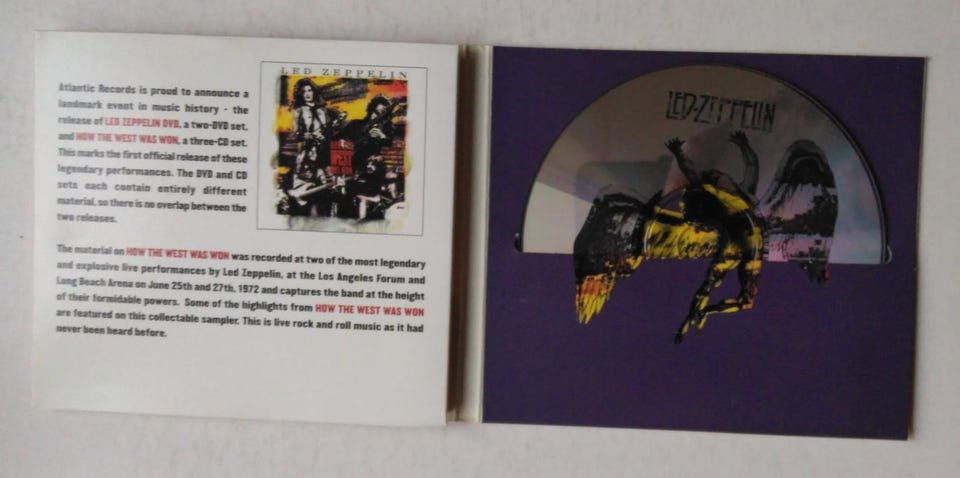 LED ZEPPELIN
Atlantic Records is proud to announce a
landmark event in music history - the
release of LED ZEPPELIN DVD, a two-DVD set,
and HOW THE WEST WAS WON, a three-CD set.
This marks the first official release of these
legendary performances. The DVD and CD
sets each contain entirely different
material, so there is no overlap between the
two releases.
The material on HOW THE WEST WAS WON was recorded at two of the most legendary
and explosive live performances by Led Zeppelin, at the Los Angeles Forum and
Long Beach Arena on June 25th and 27th, 1972 and captures the band at the height
of their formidable powers. Some of the highlights from HOW THE WEST WAS WON
are featured on this collectable sampler. This is live rock and roll music as it had
never been heard before.
LED-ZEPPELIN